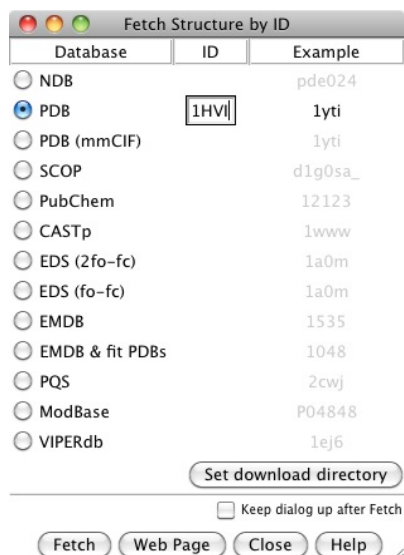 Fetch Structure by ID
Database ID Example
NDB pde024
PDB 1HVI 1yti
PDB (mmCIF) 1yti
SCOP d1g0sa_
PubChem 12123
CASTp 1www
EDS (2fo-fc) 1a0m
EDS (fo-fc) 1a0m
EMDB 1535
EMDB & fit PDBs 1048
PQS 2cwj
ModBase P04848
VIPERdb 1ej6
Set download directory
Keep dialog up after Fetch
Fetch Web Page Close Help